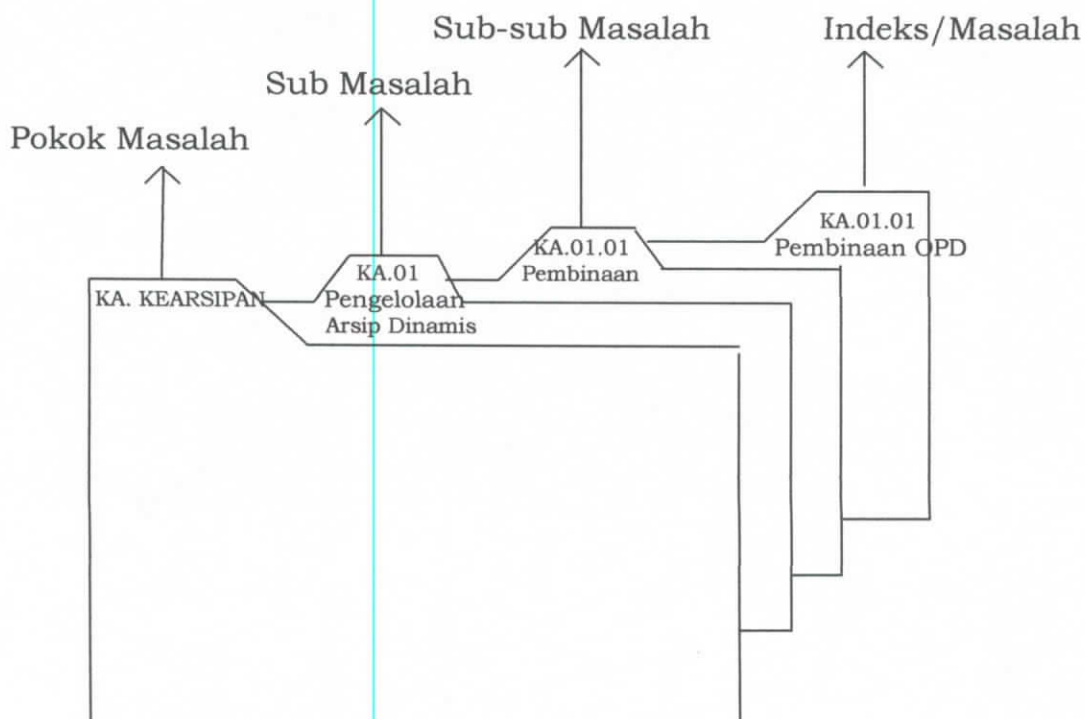 Sub-sub Masalah
Indeks/Masalah
Sub Masalah
Pokok Masalah
KA.01.01
Pembinaan OPD
KA.01.01
Pembinaan
KA.01
Pengelolaan
Arsip Dinamis
KA. KEARSIPAN